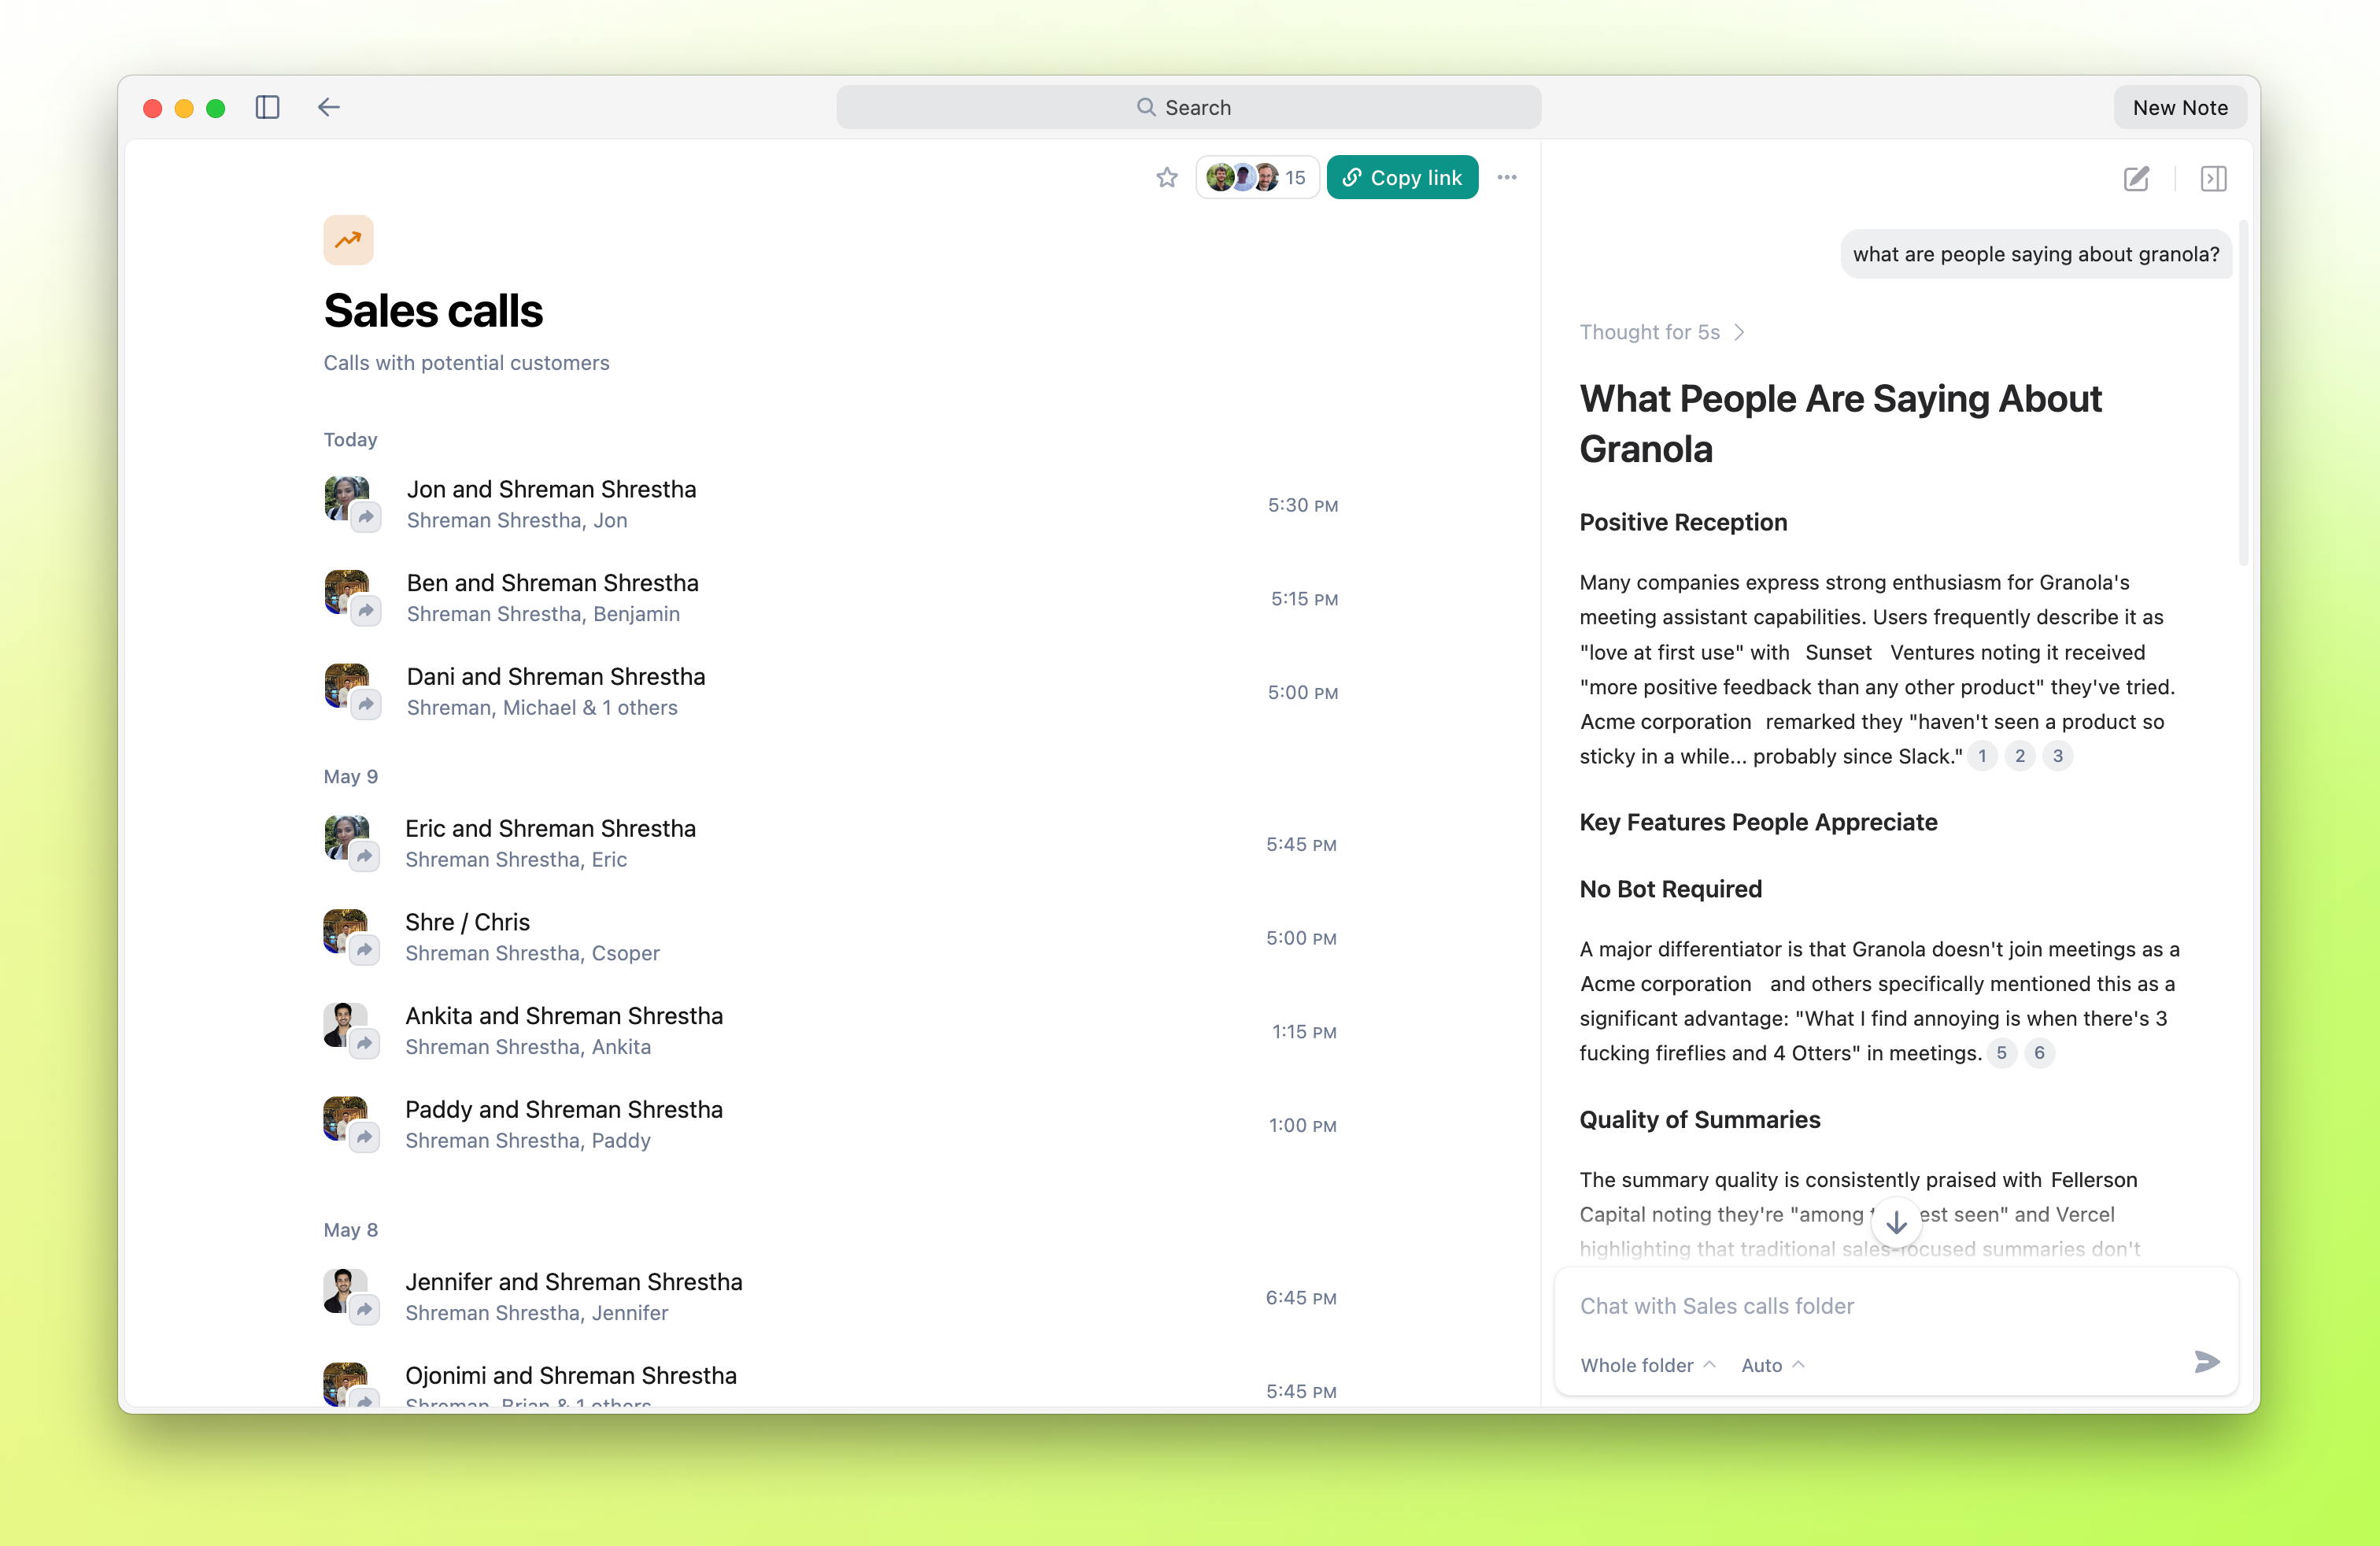 Search
New Note
15
Copy link
Sales calls
Calls with potential customers
Today
Jon and Shreman Shrestha
Shreman Shrestha, Jon
5:30 PM
Ben and Shreman Shrestha
Shreman Shrestha, Benjamin
5:15 PM
Dani and Shreman Shrestha
Shreman, Michael & 1 others
5:00 PM
May 9
Eric and Shreman Shrestha
Shreman Shrestha, Eric
5:45 PM
Shre / Chris
Shreman Shrestha, Csoper
5:00 PM
Ankita and Shreman Shrestha
Shreman Shrestha, Ankita
1:15 PM
Paddy and Shreman Shrestha
Shreman Shrestha, Paddy
1:00 PM
May 8
Jennifer and Shreman Shrestha
Shreman Shrestha, Jennifer
6:45 PM
Ojonimi and Shreman Shrestha
Shreman, Brian & 1 others
5:45 PM
what are people saying about granola?
Thought for 5s
What People Are Saying About
Granola
Positive Reception
Many companies express strong enthusiasm for Granola's
meeting assistant capabilities. Users frequently describe it as
"love at first use" with Sunset Ventures noting it received
"more positive feedback than any other product" they've tried.
Acme corporation remarked they "haven't seen a product so
sticky in a while... probably since Slack." 1 2 3
Key Features People Appreciate
No Bot Required
A major differentiator is that Granola doesn't join meetings as a
Acme corporation and others specifically mentioned this as a
significant advantage: "What I find annoying is when there's 3
fucking fireflies and 4 Otters" in meetings. 5 6
Quality of Summaries
The summary quality is consistently praised with Fellerson
Capital noting they're "among est seen" and Vercel
highlighting that traditional sales-focused summaries don't
Chat with Sales calls folder
Whole folder
Auto